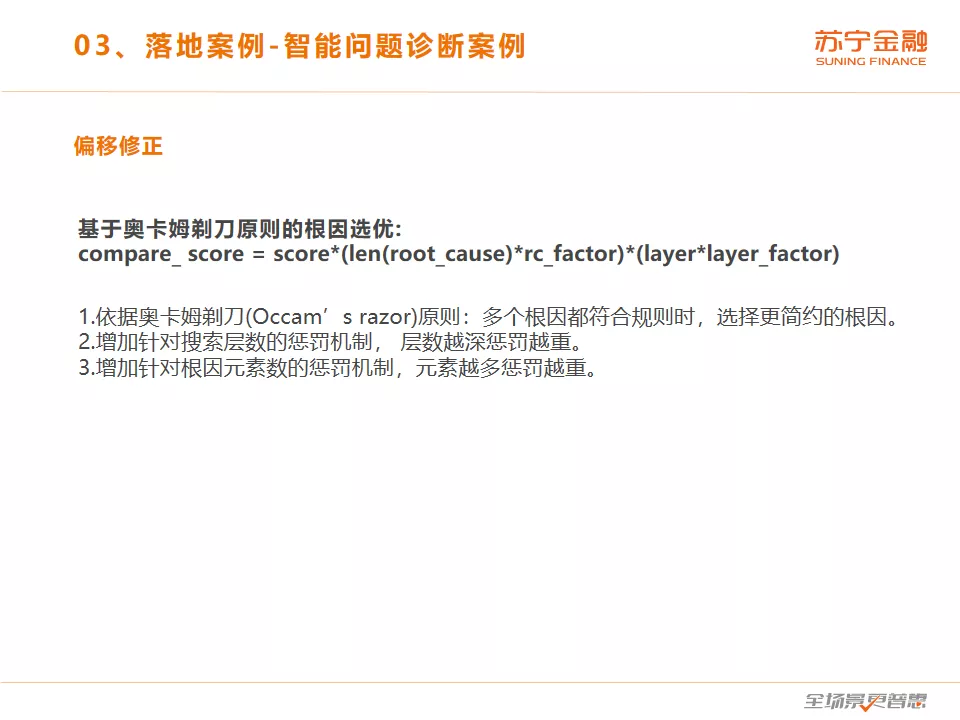 03、落地案例-智能问题诊断案例
苏宁金融
SUNING FINANCE
偏移修正
基于奥卡姆剃刀原则的根因选优:
compare_ score = score*(len(root_cause)*rc_factor)*(layer*layer_factor)
1.依据奥卡姆剃刀(Occam’s razor)原则：多个根因都符合规则时，选择更简约的根因。
2.增加针对搜索层数的惩罚机制， 层数越深惩罚越重。
3.增加针对根因元素数的惩罚机制，元素越多惩罚越重。
全场景更普惠